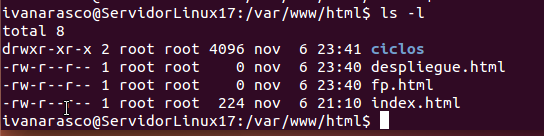 ivanarasco@ServidorLinux17:/var/www/html$ ls -l
total 8
drwxr-xr-x 2 root root 4096 nov  6 23:41 ciclos
-rw-r--r-- 1 root root    0 nov  6 23:40 despliegue.html
-rw-r--r-- 1 root root    0 nov  6 23:40 fp.html
-rw-r--r-- 1 root root  224 nov  6 21:10 index.html
ivanarasco@ServidorLinux17:/var/www/html$